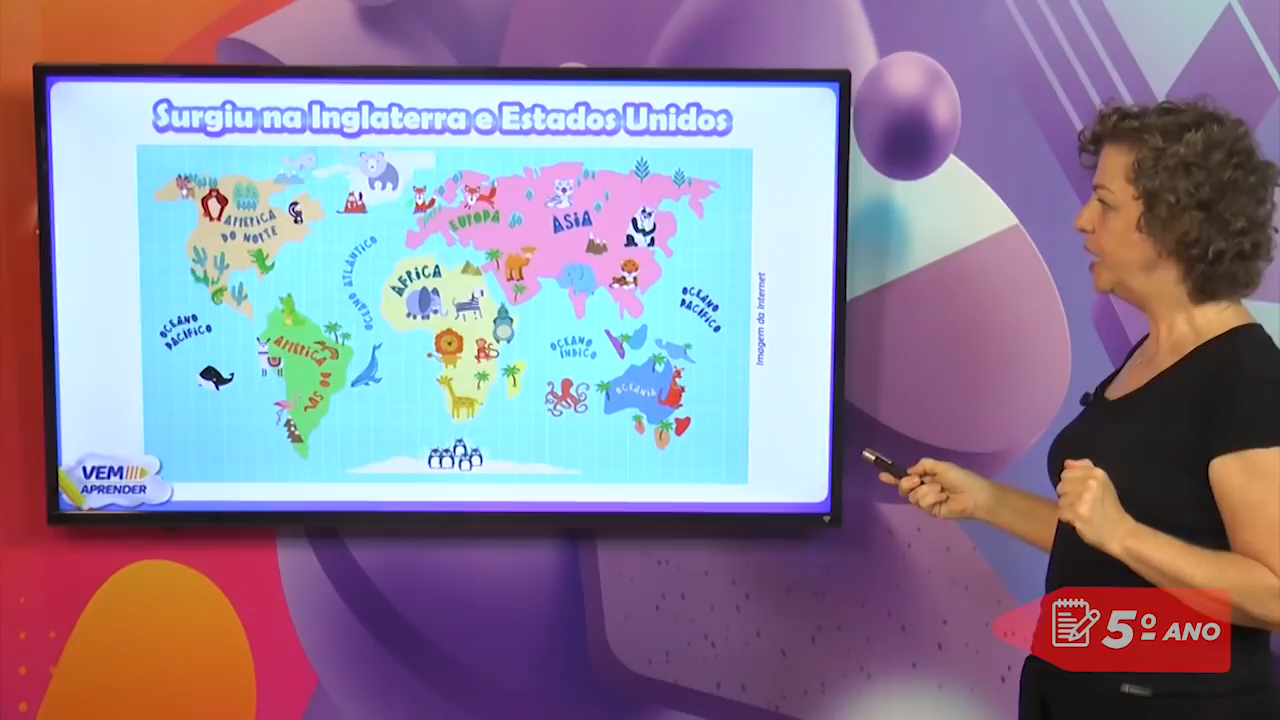 Surgiu na Inglaterra e Estados Unidos
AMÉRICA
DO NORTE
EUROPA
ÁSIA
OCEANO ATLÂNTICO
ÁFRICA
OCEANO
PACÍFICO
OCEANO
PACÍFICO
AMÉRICA DO SUL
OCEANO
ÍNDICO
OCEANIA
Imagem da Internet
VEM
APRENDER
5º ANO